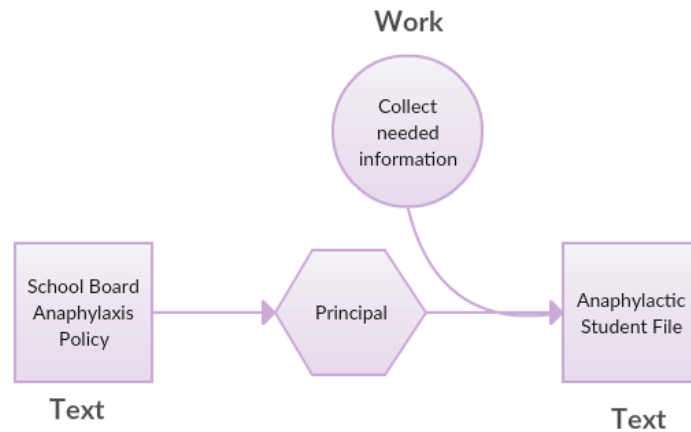 Work
Collect
needed
information
School Board
Anaphylaxis
Policy
Principal
Anaphylactic
Student File
Text
Text